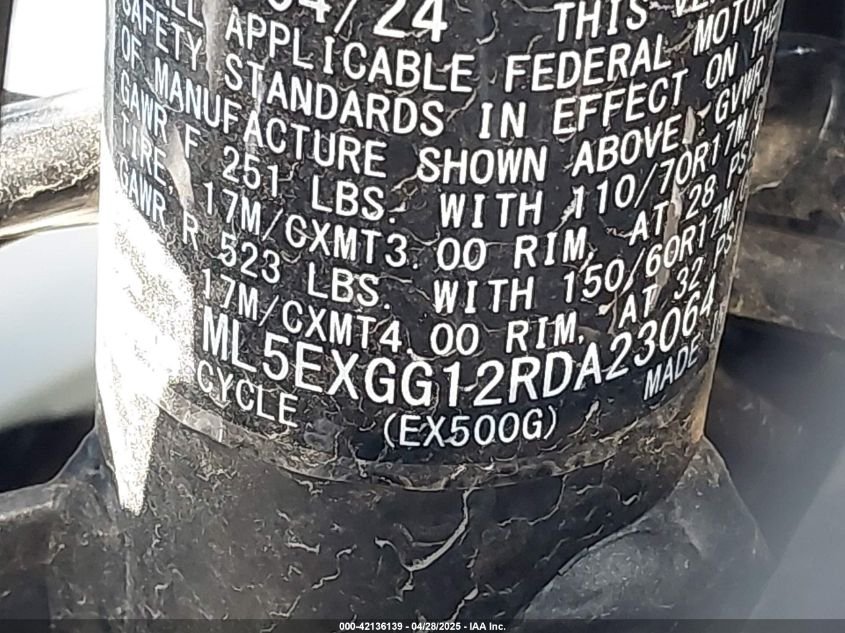 04/24 THIS
ALL APPLICABLE FEDERAL MOTOR
SAFETY STANDARDS IN EFFECT ON THE
OF MANUFACTURE SHOWN ABOVE. GVWR
GAWR F 251 LBS. WITH 110/70R17M
TIRE, 17M/CXMT3.00 RIM, AT 28
GAWR R 523 LBS. WITH 150/60R17M
17M/CXMT4.00 RIM, AT 32
ML5EXGG12RDA23064
CYCLE (EX500G) MADE
000-42136139 - 04/28/2025 - IAA Inc.